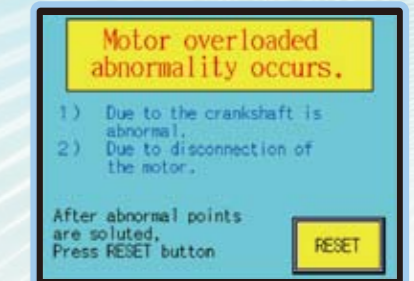 Motor overloaded
abnormality occurs.
1) Due to the crankshaft is
abnormal.
2) Due to disconnection of
the motor.
After abnormal points
are soluted,
Press RESET button
RESET